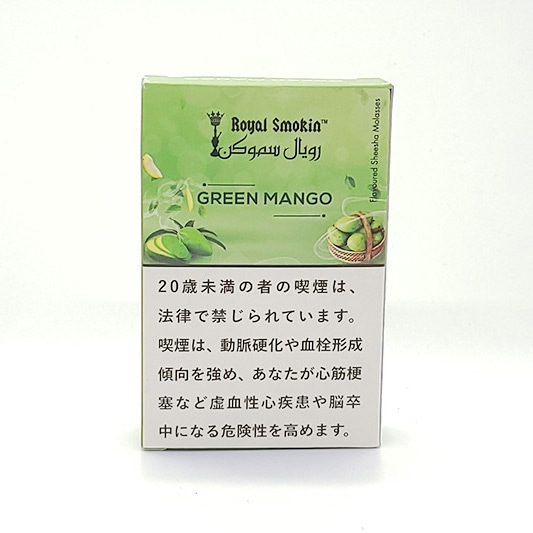 Royal Smokin™
رويال سموكن
Flavoured Sheesha Molasses
GREEN MANGO
20歳未満の者の喫煙は、
法律で禁じられています。
喫煙は、動脈硬化や血栓形成
傾向を強め、あなたが心筋梗
塞など虚血性心疾患や脳卒
中になる危険性を高めます。